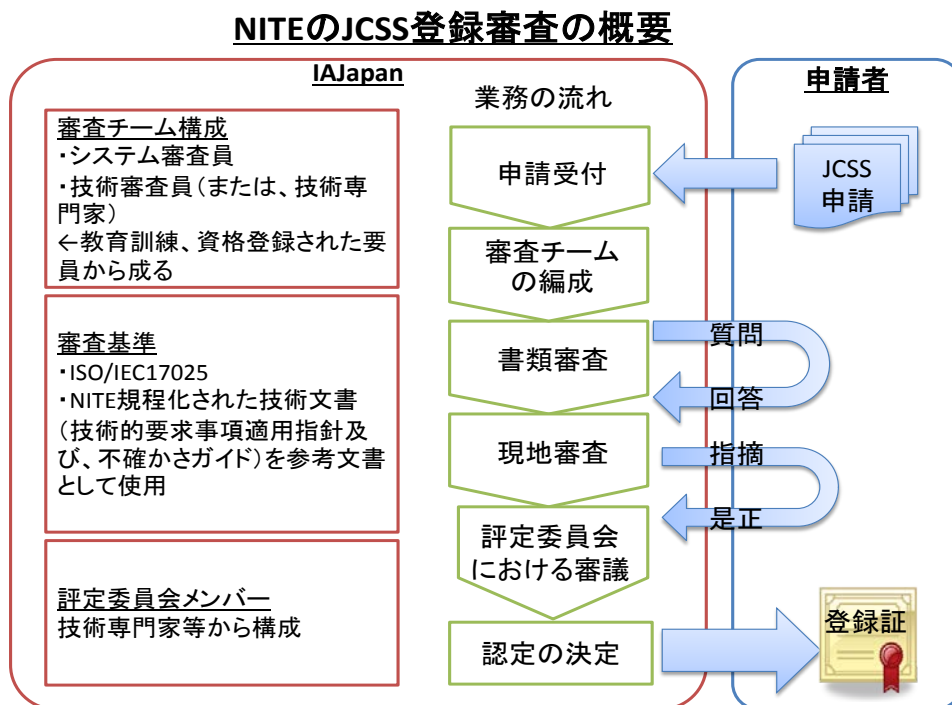 NITEのJCSS登録審査の概要
IAJapan
審査チーム構成
・システム審査員
・技術審査員(または、技術専
門家)
←教育訓練、資格登録された要
員から成る
審査基準
・ISO/IEC17025
・NITE規程化された技術文書
(技術的要求事項適用指針及
び、不確かさガイド)を参考文書
として使用
評定委員会メンバー
技術専門家等から構成
業務の流れ
申請受付
審査チーム
の編成
書類審査
現地審査
評定委員会
における審議
認定の決定
申請者
JCSS
申請
質問
回答
指摘
是正
登録証